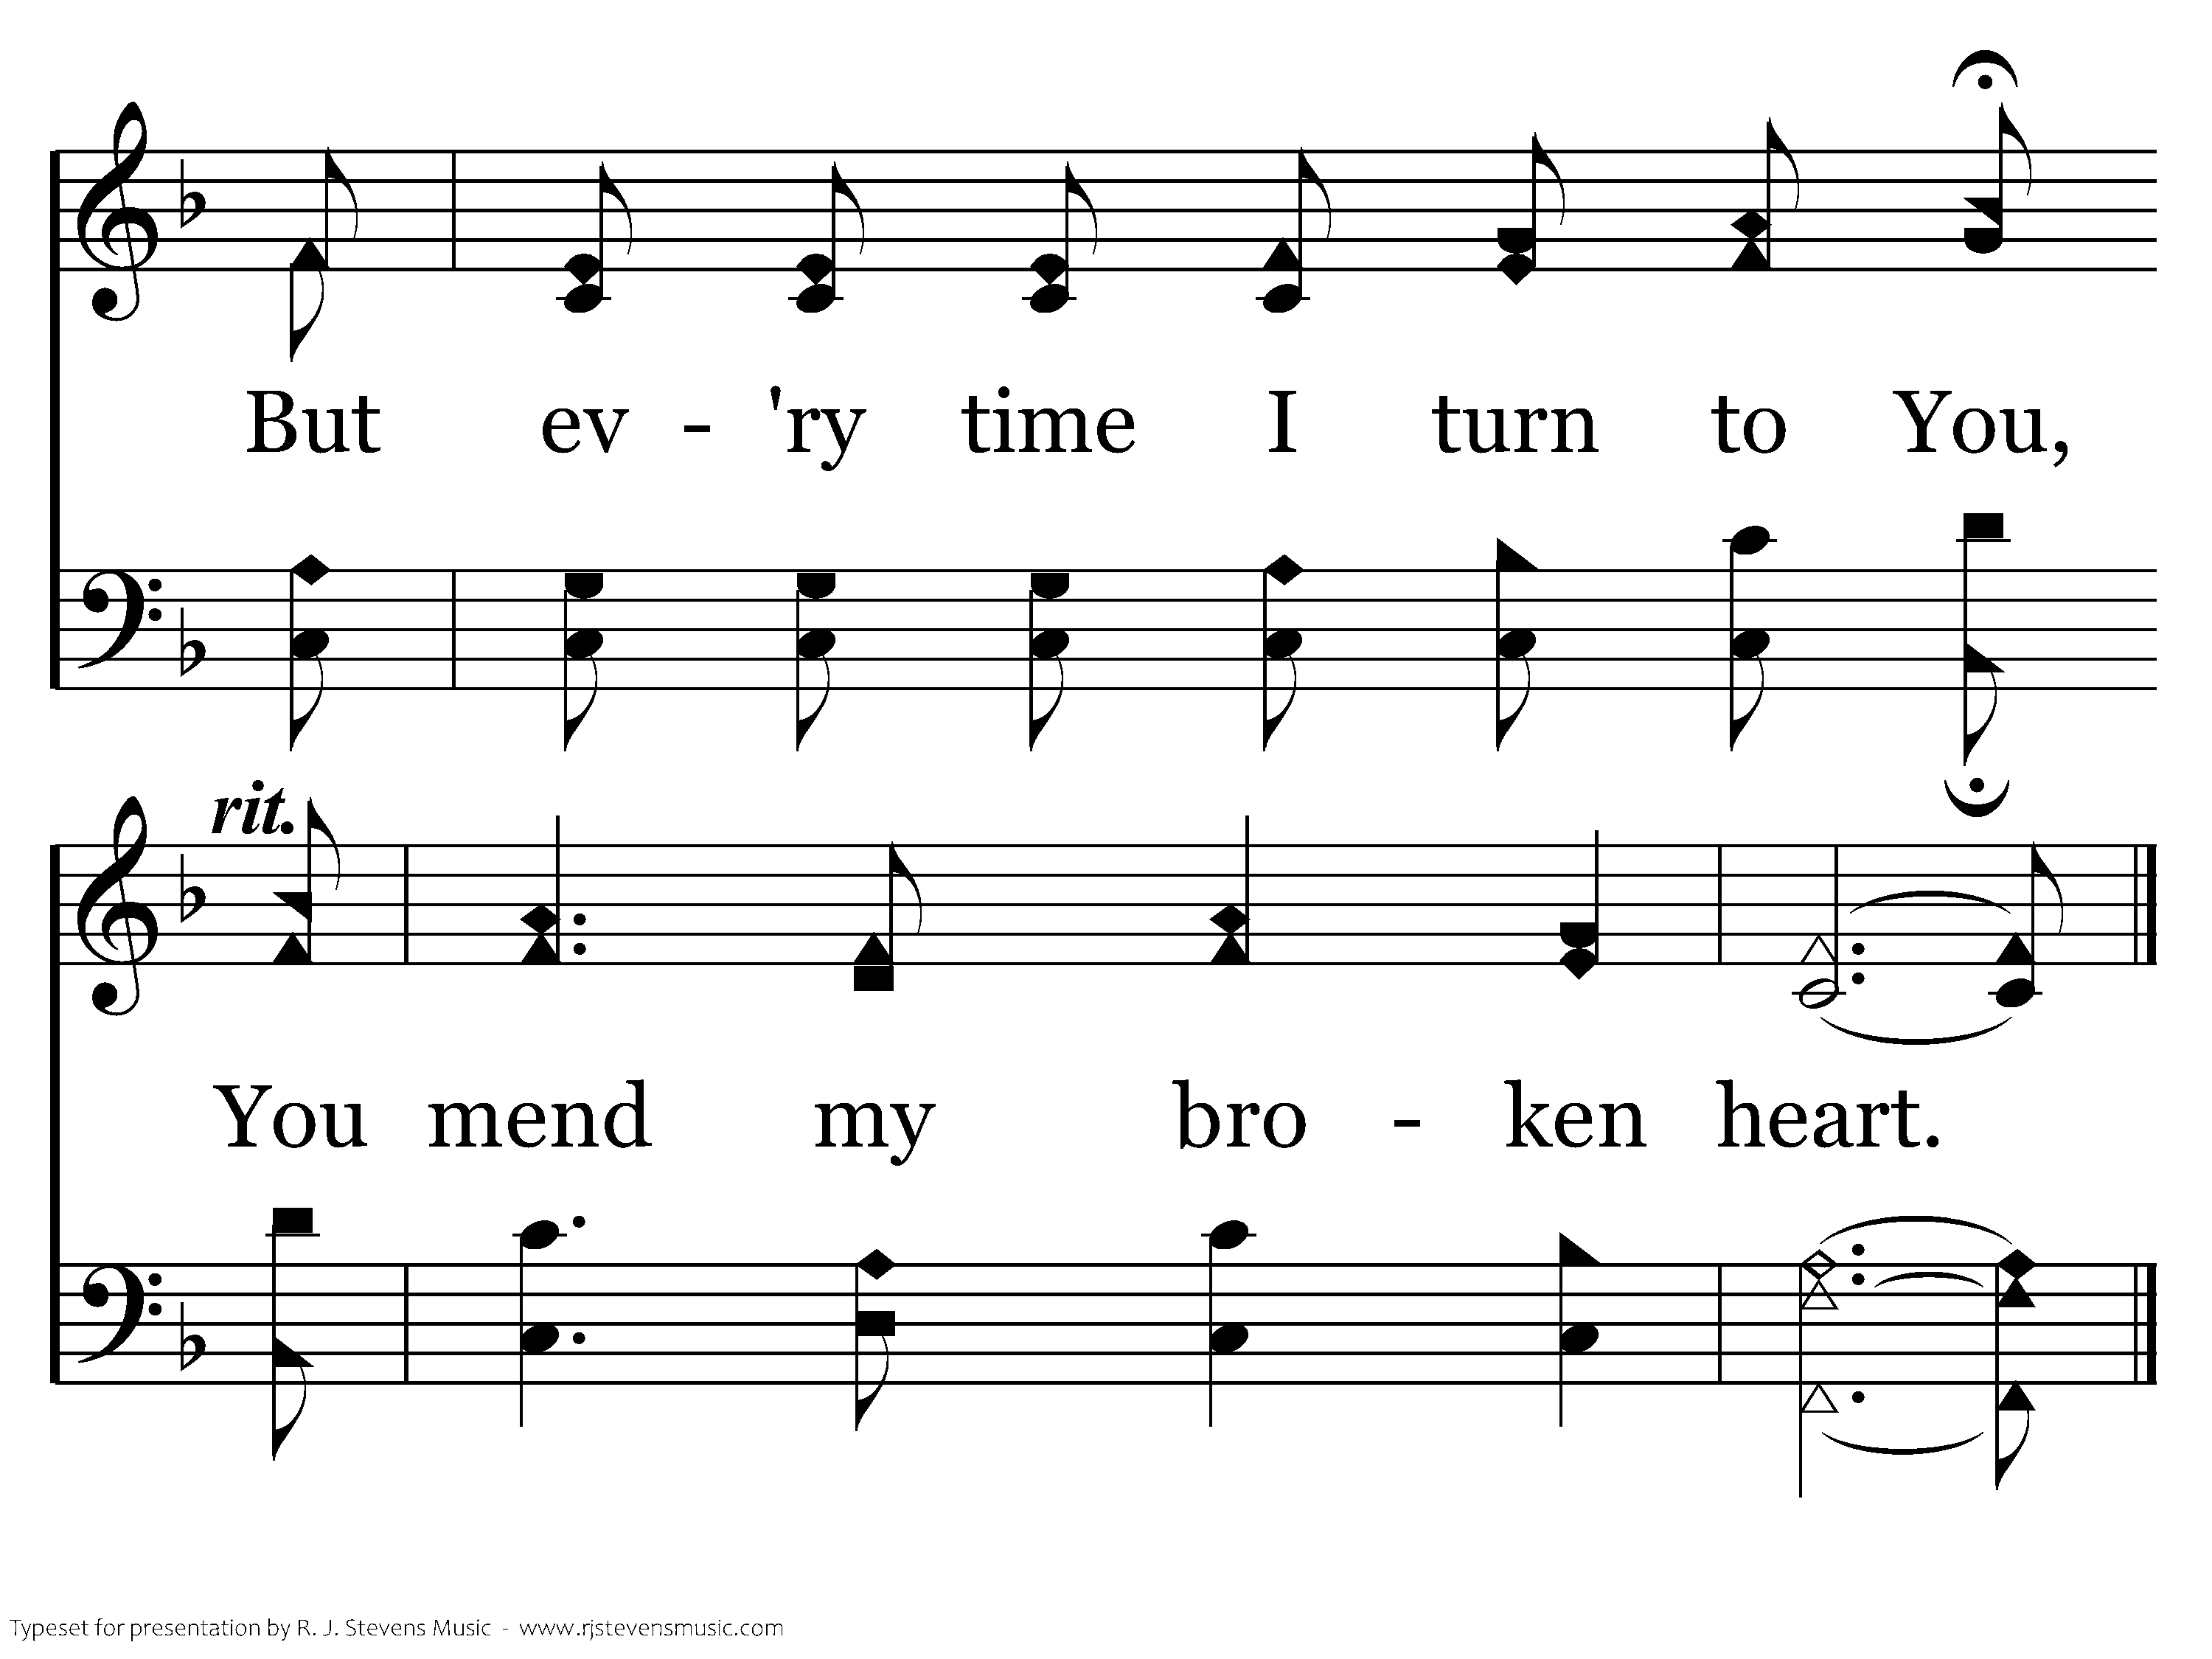 But ev - 'ry time I turn to You,
rit.
You mend my bro - ken heart.
Typeset for presentation by R. J. Stevens Music - www.rjstevensmusic.com